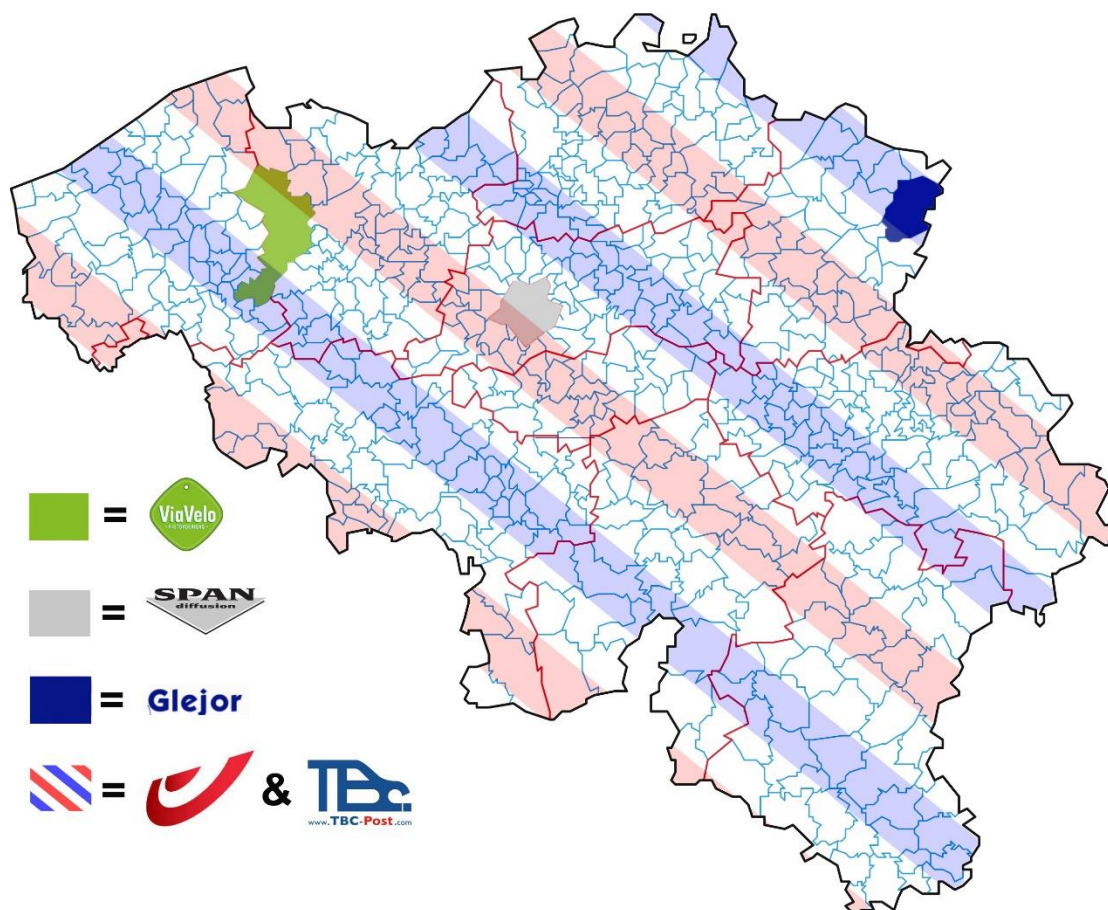 =
ViaVelo
=
SPAN
diffusion
=
Glejor
=
&
TBC.
www.TBC-Post.com